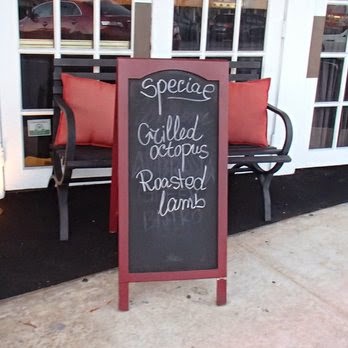 Special
Grilled
octopus
Roasted
lamb